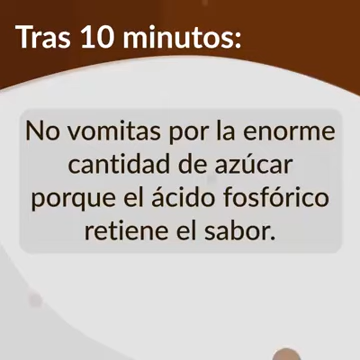 Tras 10 minutos:
No vomitas por la enorme
cantidad de azúcar
porque el ácido fosfórico
retiene el sabor.